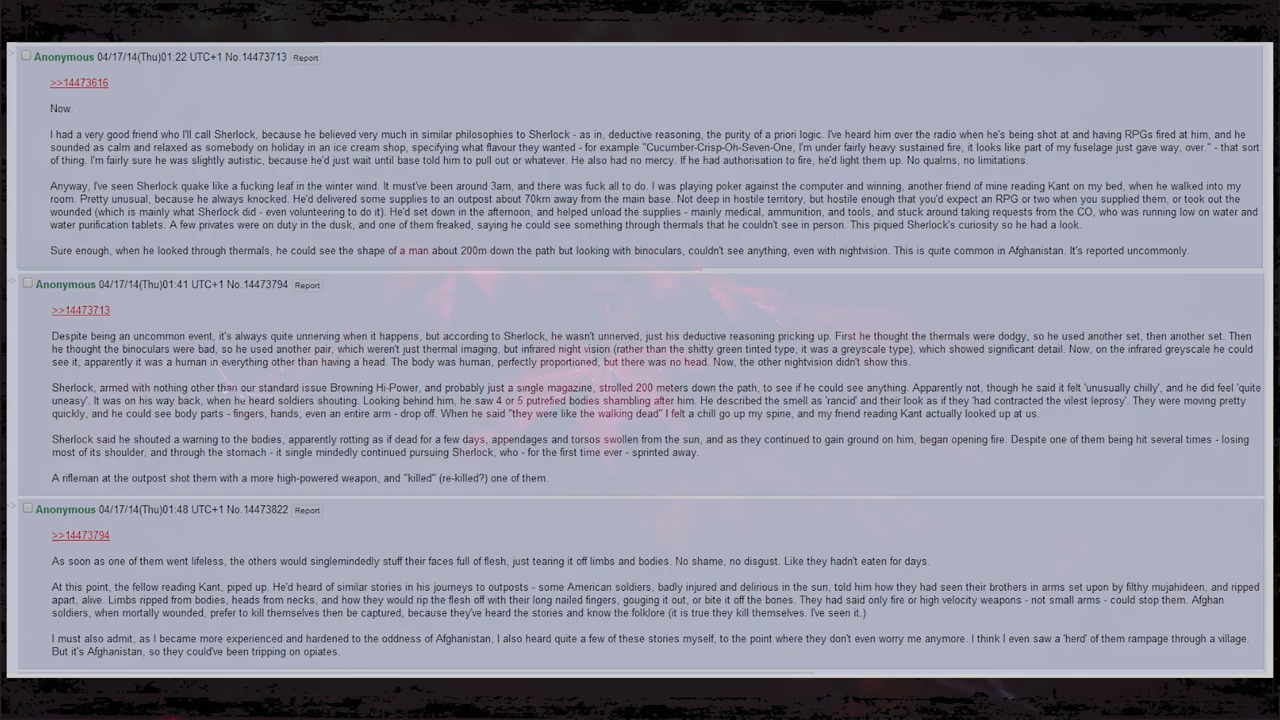 Anonymous 04/17/14(Thu)01:22 UTC+1 No.14473713 Report
>>14473616
Now.
I had a very good friend who I'll call Sherlock, because he believed very much in similar philosophies to Sherlock - as in, deductive reasoning, the purity of a priori logic. I've heard him over the radio when he's being shot at and having RPGs fired at him, and he
sounded as calm and relaxed as somebody on holiday in an ice cream shop, specifying what flavour they wanted - for example "Cucumber-Crisp-Oh-Seven-One, I'm under fairly heavy sustained fire, it looks like part of my fuselage just gave way, over." - that sort
of thing. I'm fairly sure he was slightly autistic, because he'd just wait until base told him to pull out or whatever. He also had no mercy. If he had authorisation to fire, he'd light them up. No qualms, no limitations.
Anyway, I've seen Sherlock quake like a fucking leaf in the winter wind. It must've been around 3am, and there was fuck all to do. I was playing poker against the computer and winning, another friend of mine reading Kant on my bed, when he walked into my
room. Pretty unusual, because he always knocked. He'd delivered some supplies to an outpost about 70km away from the main base. Not deep in hostile territory, but hostile enough that you'd expect an RPG or two when you supplied them, or took out the
wounded (which is mainly what Sherlock did - even volunteering to do it). He'd set down in the afternoon, and helped unload the supplies - mainly medical, ammunition, and tools, and stuck around taking requests from the CO, who was running low on water and
water purification tablets. A few privates were on duty in the dusk, and one of them freaked, saying he could see something through thermals that he couldn't see in person. This piqued Sherlock's curiosity so he had a look.
Sure enough, when he looked through thermals, he could see the shape of a man about 200m down the path but looking with binoculars, couldn't see anything, even with nightvision. This is quite common in Afghanistan. It's reported uncommonly.
Anonymous 04/17/14(Thu)01:41 UTC+1 No.14473794 Report
>>14473713
Despite being an uncommon event, it's always quite unnerving when it happens, but according to Sherlock, he wasn't unnerved, just his deductive reasoning pricking up. First he thought the thermals were dodgy, so he used another set, then another set. Then
he thought the binoculars were bad, so he used another pair, which weren't just thermal imaging, but infrared night vision (rather than the shitty green tinted type, it was a greyscale type), which showed significant detail. Now, on the infrared greyscale he could
see it, apparently it was a human in everything other than having a head. The body was human, perfectly proportioned, but there was no head. Now, the other nightvision didn't show this.
Sherlock, armed with nothing other than our standard issue Browning Hi-Power, and probably just a single magazine, strolled 200 meters down the path, to see if he could see anything. Apparently not, though he said it felt 'unusually chilly', and he did feel 'quite
uneasy'. It was on his way back, when he heard soldiers shouting. Looking behind him, he saw 4 or 5 putrefied bodies shambling after him. He described the smell as 'rancid' and their look as if they 'had contracted the vilest leprosy'. They were moving pretty
quickly, and he could see body parts - fingers, hands, even an entire arm - drop off. When he said "they were like the walking dead" I felt a chill go up my spine, and my friend reading Kant actually looked up at us.
Sherlock said he shouted a warning to the bodies, apparently rotting as if dead for a few days, appendages and torsos swollen from the sun, and as they continued to gain ground on him, began opening fire. Despite one of them being hit several times - losing
most of its shoulder, and through the stomach - it single mindedly continued pursuing Sherlock, who - for the first time ever - sprinted away.
A rifleman at the outpost shot them with a more high-powered weapon, and "killed" (re-killed?) one of them.
Anonymous 04/17/14(Thu)01:48 UTC+1 No.14473822 Report
>>14473794
As soon as one of them went lifeless, the others would singlemindedly stuff their faces full of flesh, just tearing it off limbs and bodies. No shame, no disgust. Like they hadn't eaten for days.
At this point, the fellow reading Kant, piped up. He'd heard of similar stories in his journeys to outposts - some American soldiers, badly injured and delirious in the sun, told him how they had seen their brothers in arms set upon by filthy mujahideen, and ripped
apart, alive. Limbs ripped from bodies, heads from necks, and how they would rip the flesh off with their long nailed fingers, gouging it out, or bite it off the bones. They had said only fire or high velocity weapons - not small arms - could stop them. Afghan
soldiers, when mortally wounded, prefer to kill themselves then be captured, because they've heard the stories and know the folklore (it is true they kill themselves. I've seen it.)
I must also admit, as I became more experienced and hardened to the oddness of Afghanistan, I also heard quite a few of these stories myself, to the point where they don't even worry me anymore. I think I even saw a 'herd' of them rampage through a village.
But it's Afghanistan, so they could've been tripping on opiates.